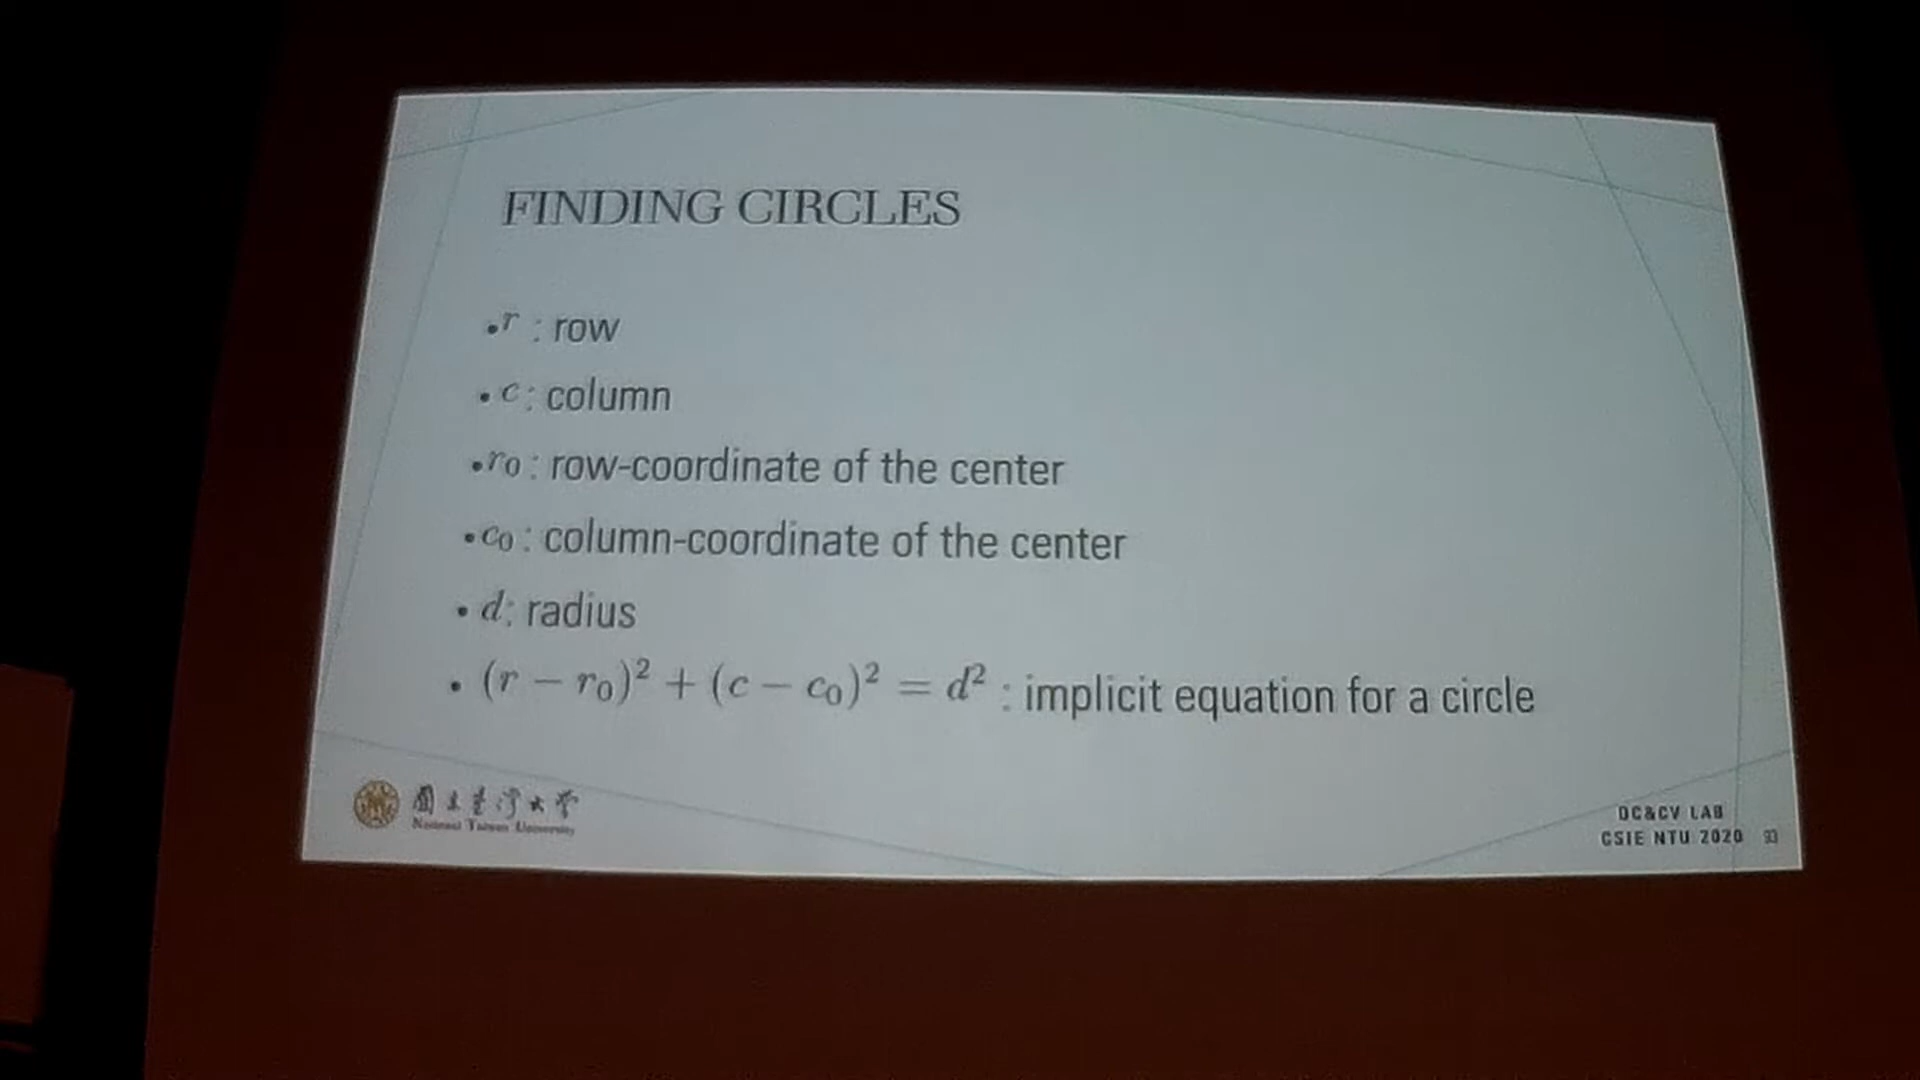 FINDING CIRCLES
•r : row
• c: column
•r₀ : row-coordinate of the center
•c₀ : column-coordinate of the center
• d: radius
• (r − r₀)² + (c − c₀)² = d² : implicit equation for a circle
國立臺灣大學
National Taiwan University
DC&CV LAB
CSIE NTU 2020 93